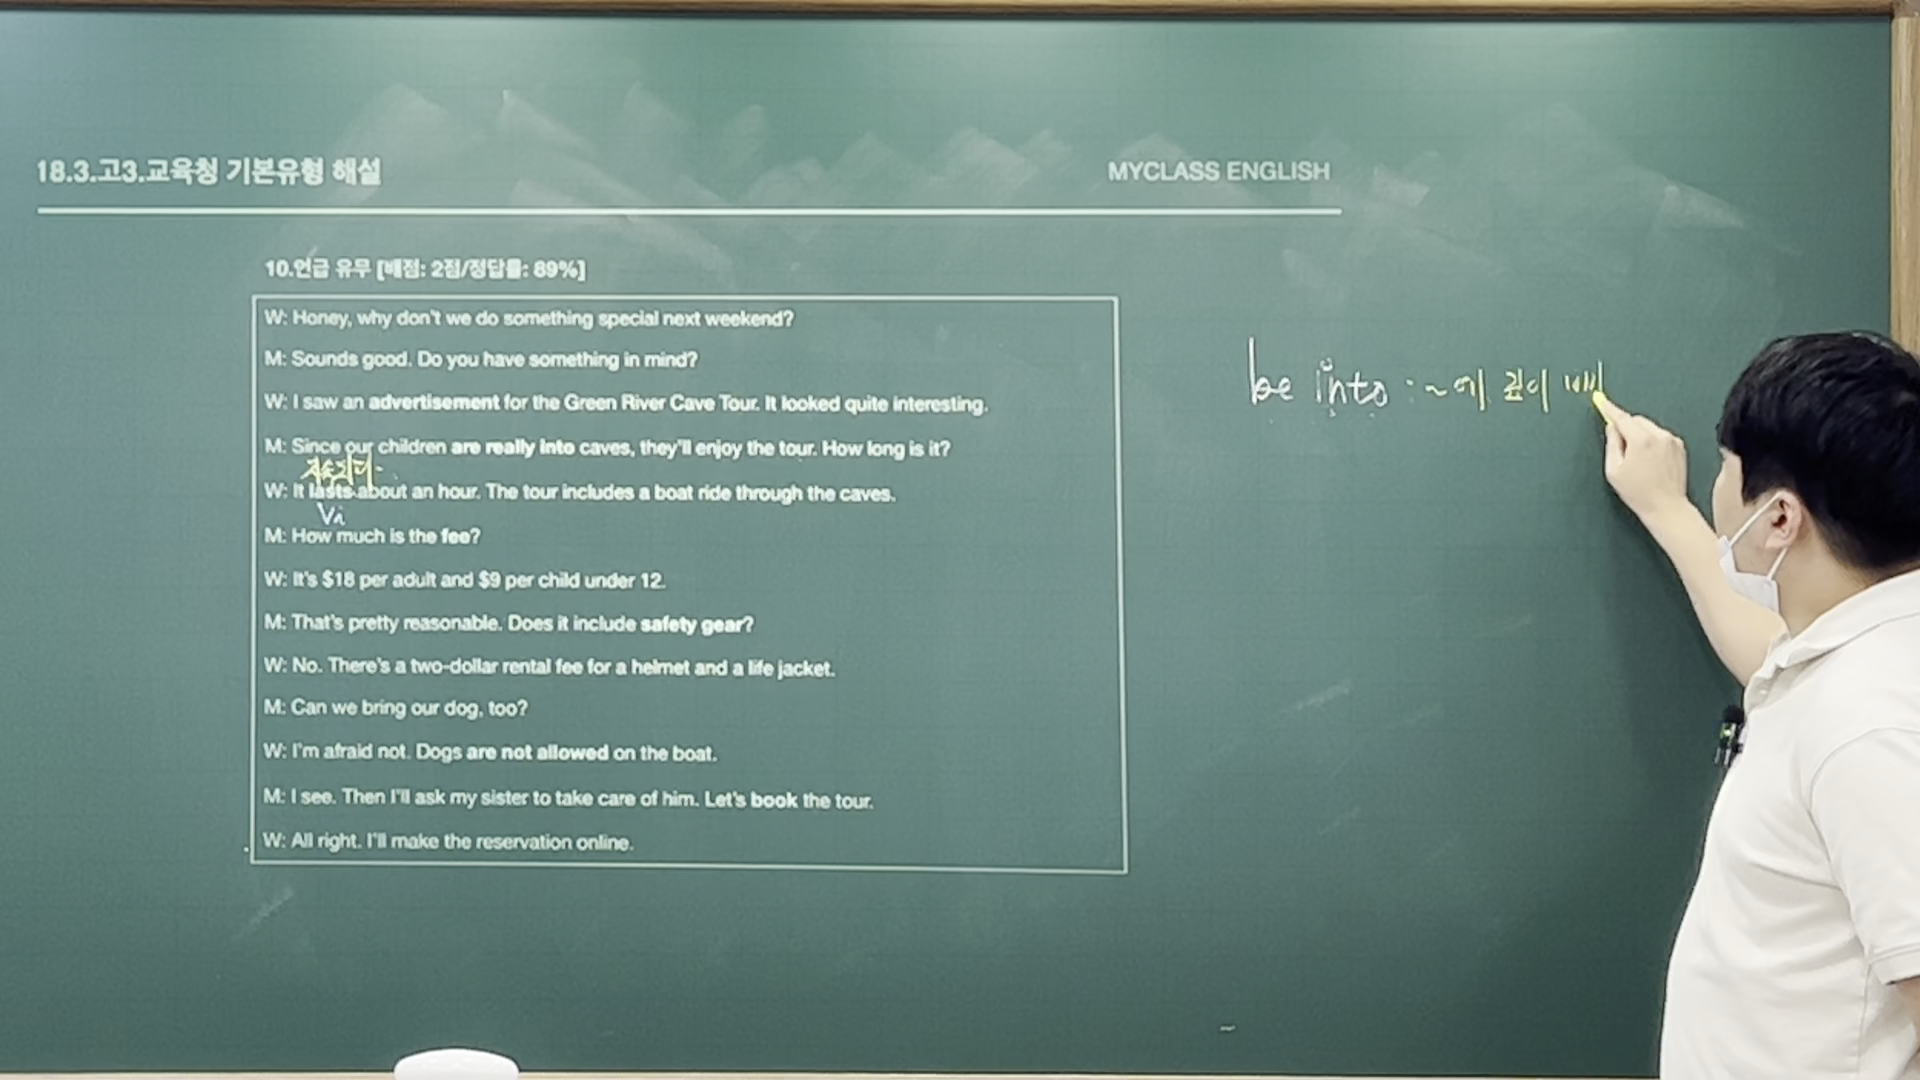 18.3.고3.교육청 기본유형 해설
MYCLASS ENGLISH
10.언급 유무 [배점: 2점/정답률: 89%]
W: Honey, why don't we do something special next weekend?
M: Sounds good. Do you have something in mind?
W: I saw an advertisement for the Green River Cave Tour. It looked quite interesting.
M: Since our children are really into caves, they'll enjoy the tour. How long is it?
지속되다
W: It lasts about an hour. The tour includes a boat ride through the caves.
Vi
M: How much is the fee?
W: It's $18 per adult and $9 per child under 12.
M: That's pretty reasonable. Does it include safety gear?
W: No. There's a two-dollar rental fee for a helmet and a life jacket.
M: Can we bring our dog, too?
W: I'm afraid not. Dogs are not allowed on the boat.
M: I see. Then I'll ask my sister to take care of him. Let's book the tour.
W: All right. I'll make the reservation online.
be into : ~에 깊이